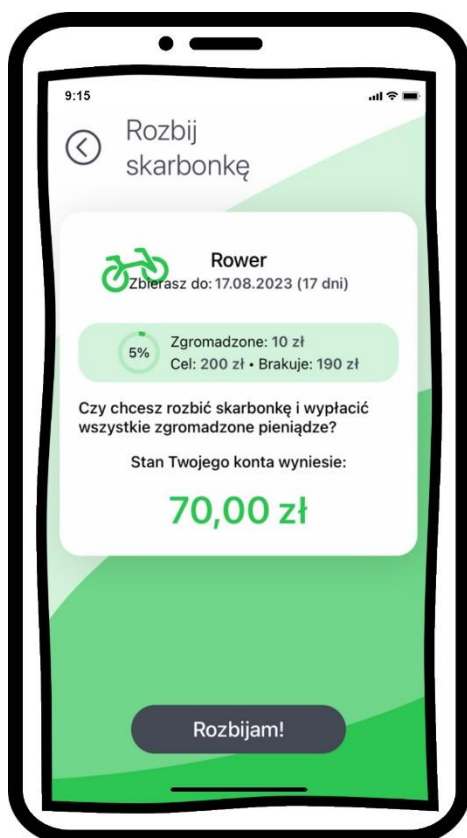 9:15
Rozbij
skarbonkę
Rower
Zbierasz do: 17.08.2023 (17 dni)
5%
Zgromadzone: 10 zł
Cel: 200 zł • Brakuje: 190 zł
Czy chcesz rozbić skarbonkę i wypłacić
wszystkie zgromadzone pieniądze?
Stan Twojego konta wyniesie:
70,00 zł
Rozbijam!